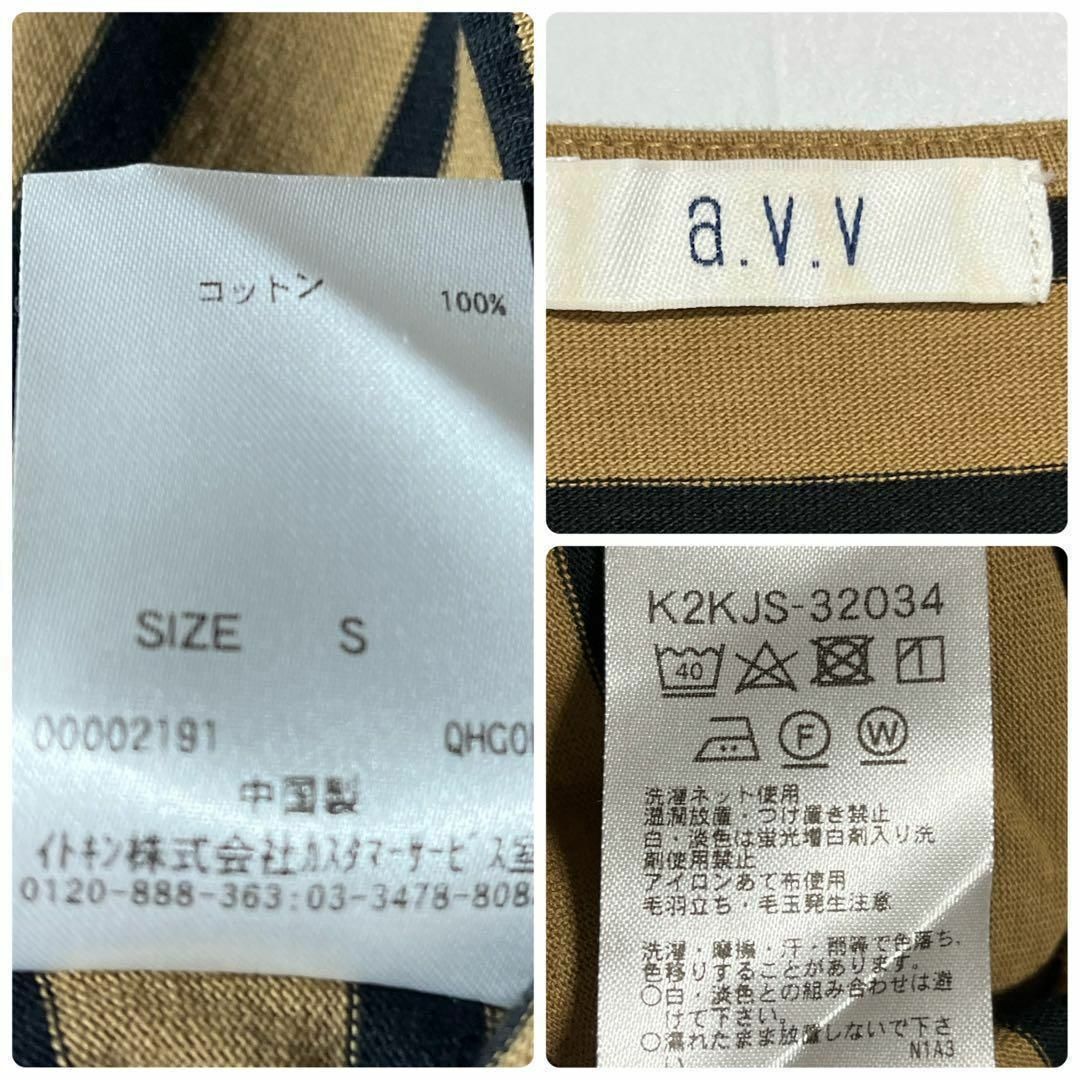 コットン 100%
SIZE S
00002191 QHG0
中国製
イトキン株式会社カスタマーサービス室
0120-888-363:03-3478-808
a.v.v
K2KJS-32034
40
F W
洗濯ネット使用
湿潤放置・つけ置き禁止
白・淡色は蛍光増白剤入り洗
剤使用禁止
アイロンあて布使用
毛羽立ち・毛玉発生注意
洗濯・摩擦・汗・雨等で色落ち、
色移りすることがあります。
○白・淡色との組み合わせは避
けて下さい。
○濡れたまま放置しないで下さ
い
N1A3